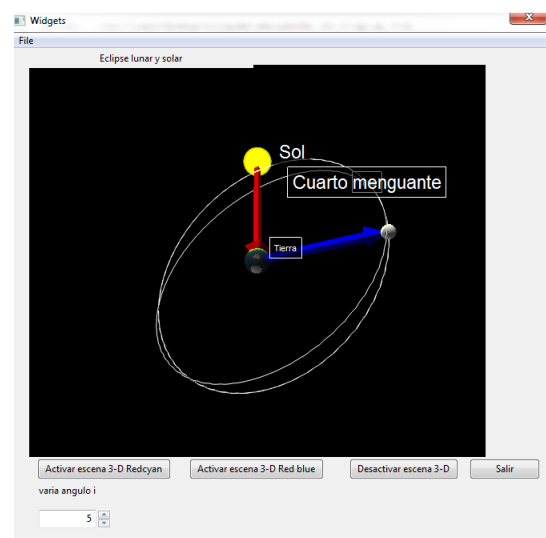 Widgets
File
Eclipse lunar y solar
Sol
Cuarto menguante
Tierra
Activar escena 3-D Redcyan
Activar escena 3-D Red blue
Desactivar escena 3-D
Salir
varia angulo i
5